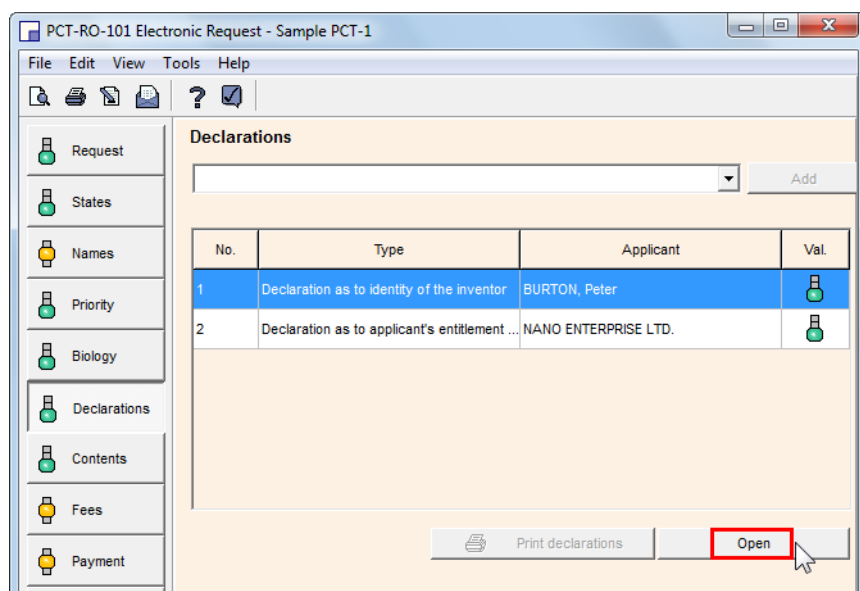 PCT-RO-101 Electronic Request - Sample PCT-1
File Edit View Tools Help
Declarations
Request
Add
States
Names
No. Type Applicant Val.
1 Declaration as to identity of the inventor BURTON, Peter
Priority
2 Declaration as to applicant's entitlement ... NANO ENTERPRISE LTD.
Biology
Declarations
Contents
Fees
Print declarations Open
Payment